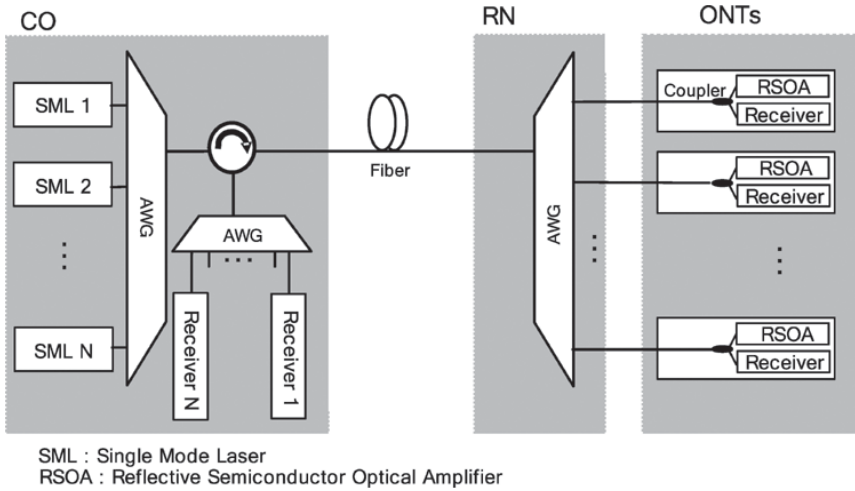 CO
RN
ONTs
SML 1
SML 2
⋮
SML N
AWG
AWG
...
Receiver N
Receiver 1
Fiber
AWG
⋮
Coupler
RSOA
Receiver
RSOA
Receiver
⋮
RSOA
Receiver
SML : Single Mode Laser
RSOA : Reflective Semiconductor Optical Amplifier